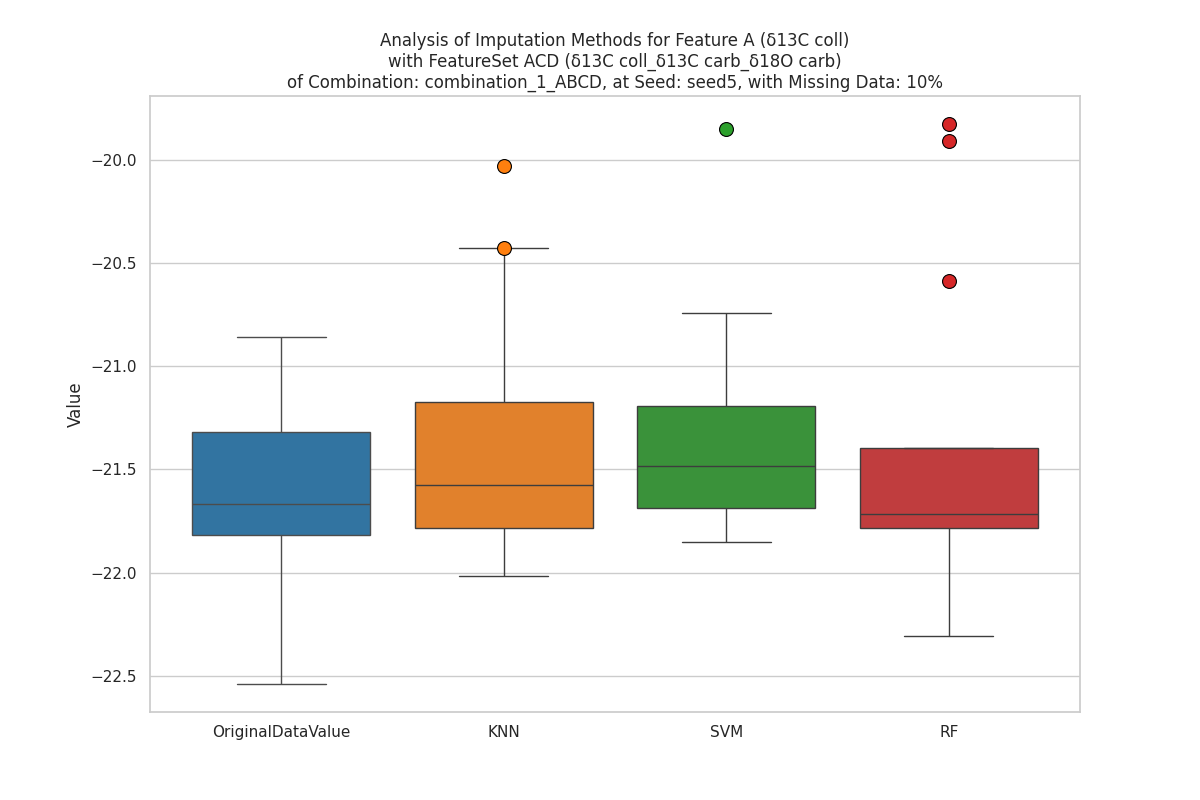 Analysis of Imputation Methods for Feature A (δ13C coll)
with FeatureSet ACD (δ13C coll_δ13C carb_δ18O carb)
of Combination: combination_1_ABCD, at Seed: seed5, with Missing Data: 10%
−20.0
−20.5
−21.0
−21.5
−22.0
−22.5
Value
OriginalDataValue
KNN
SVM
RF